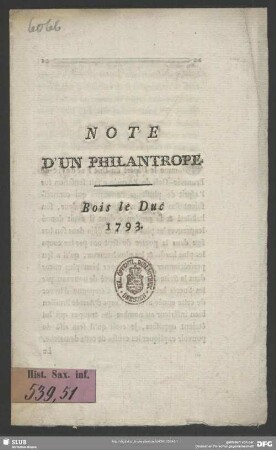 6066
NOTE
D'UN PHILANTROPE.
Bois le Duc
1793.
Hist. Sax. inf.
539,51
SLUB
DFG